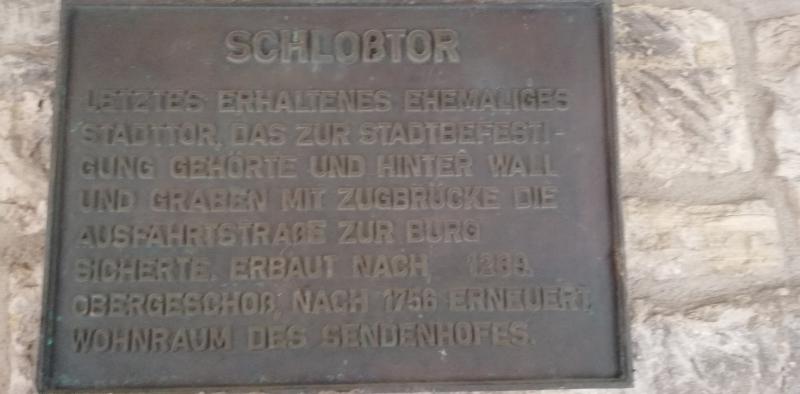 SCHLOßTOR
LETZTES ERHALTENES EHEMALIGES
STADTTOR, DAS ZUR STADTBEFESTI-
GUNG GEHÖRTE UND HINTER WALL
UND GRABEN MIT ZUGBRÜCKE DIE
AUSFAHRTSTRAßE ZUR BURG
SICHERTE. ERBAUT NACH 1289.
OBERGESCHOß, NACH 1756 ERNEUERT,
WOHNRAUM DES SENDENHOFES.